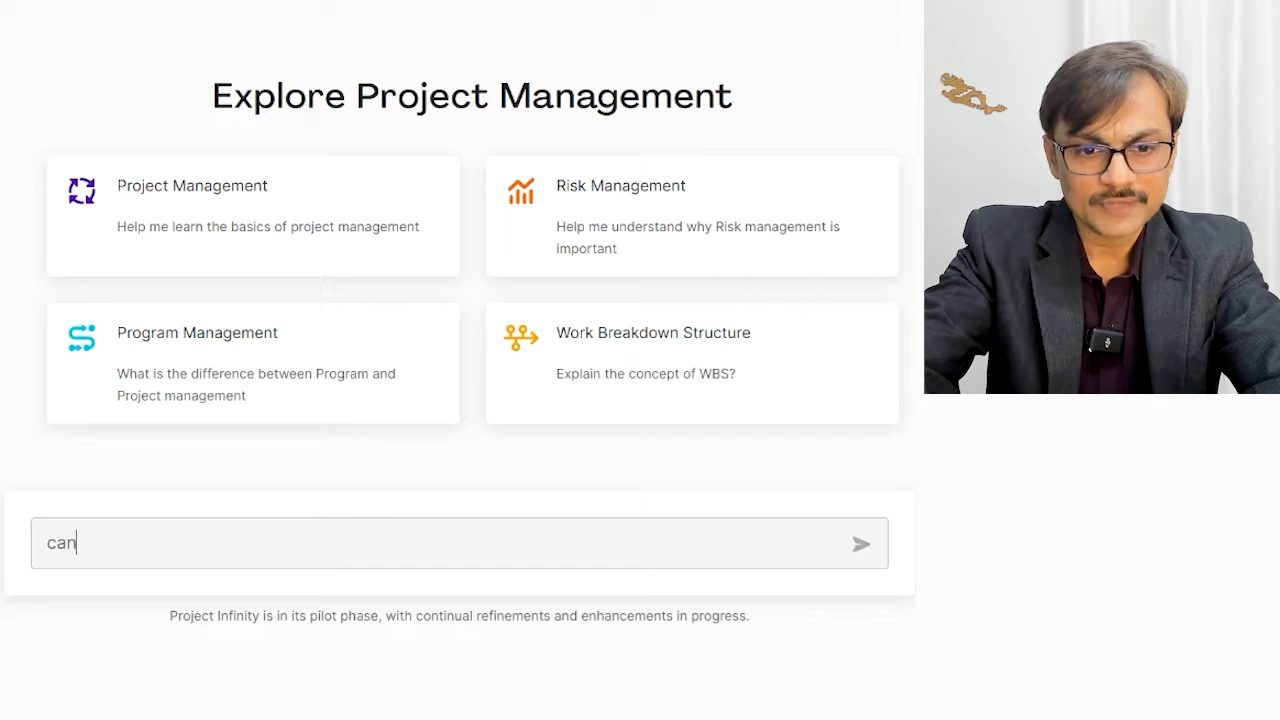 Explore Project Management
Project Management
Help me learn the basics of project management
Risk Management
Help me understand why Risk management is
important
Program Management
What is the difference between Program and
Project management
Work Breakdown Structure
Explain the concept of WBS?
can
Project Infinity is in its pilot phase, with continual refinements and enhancements in progress.